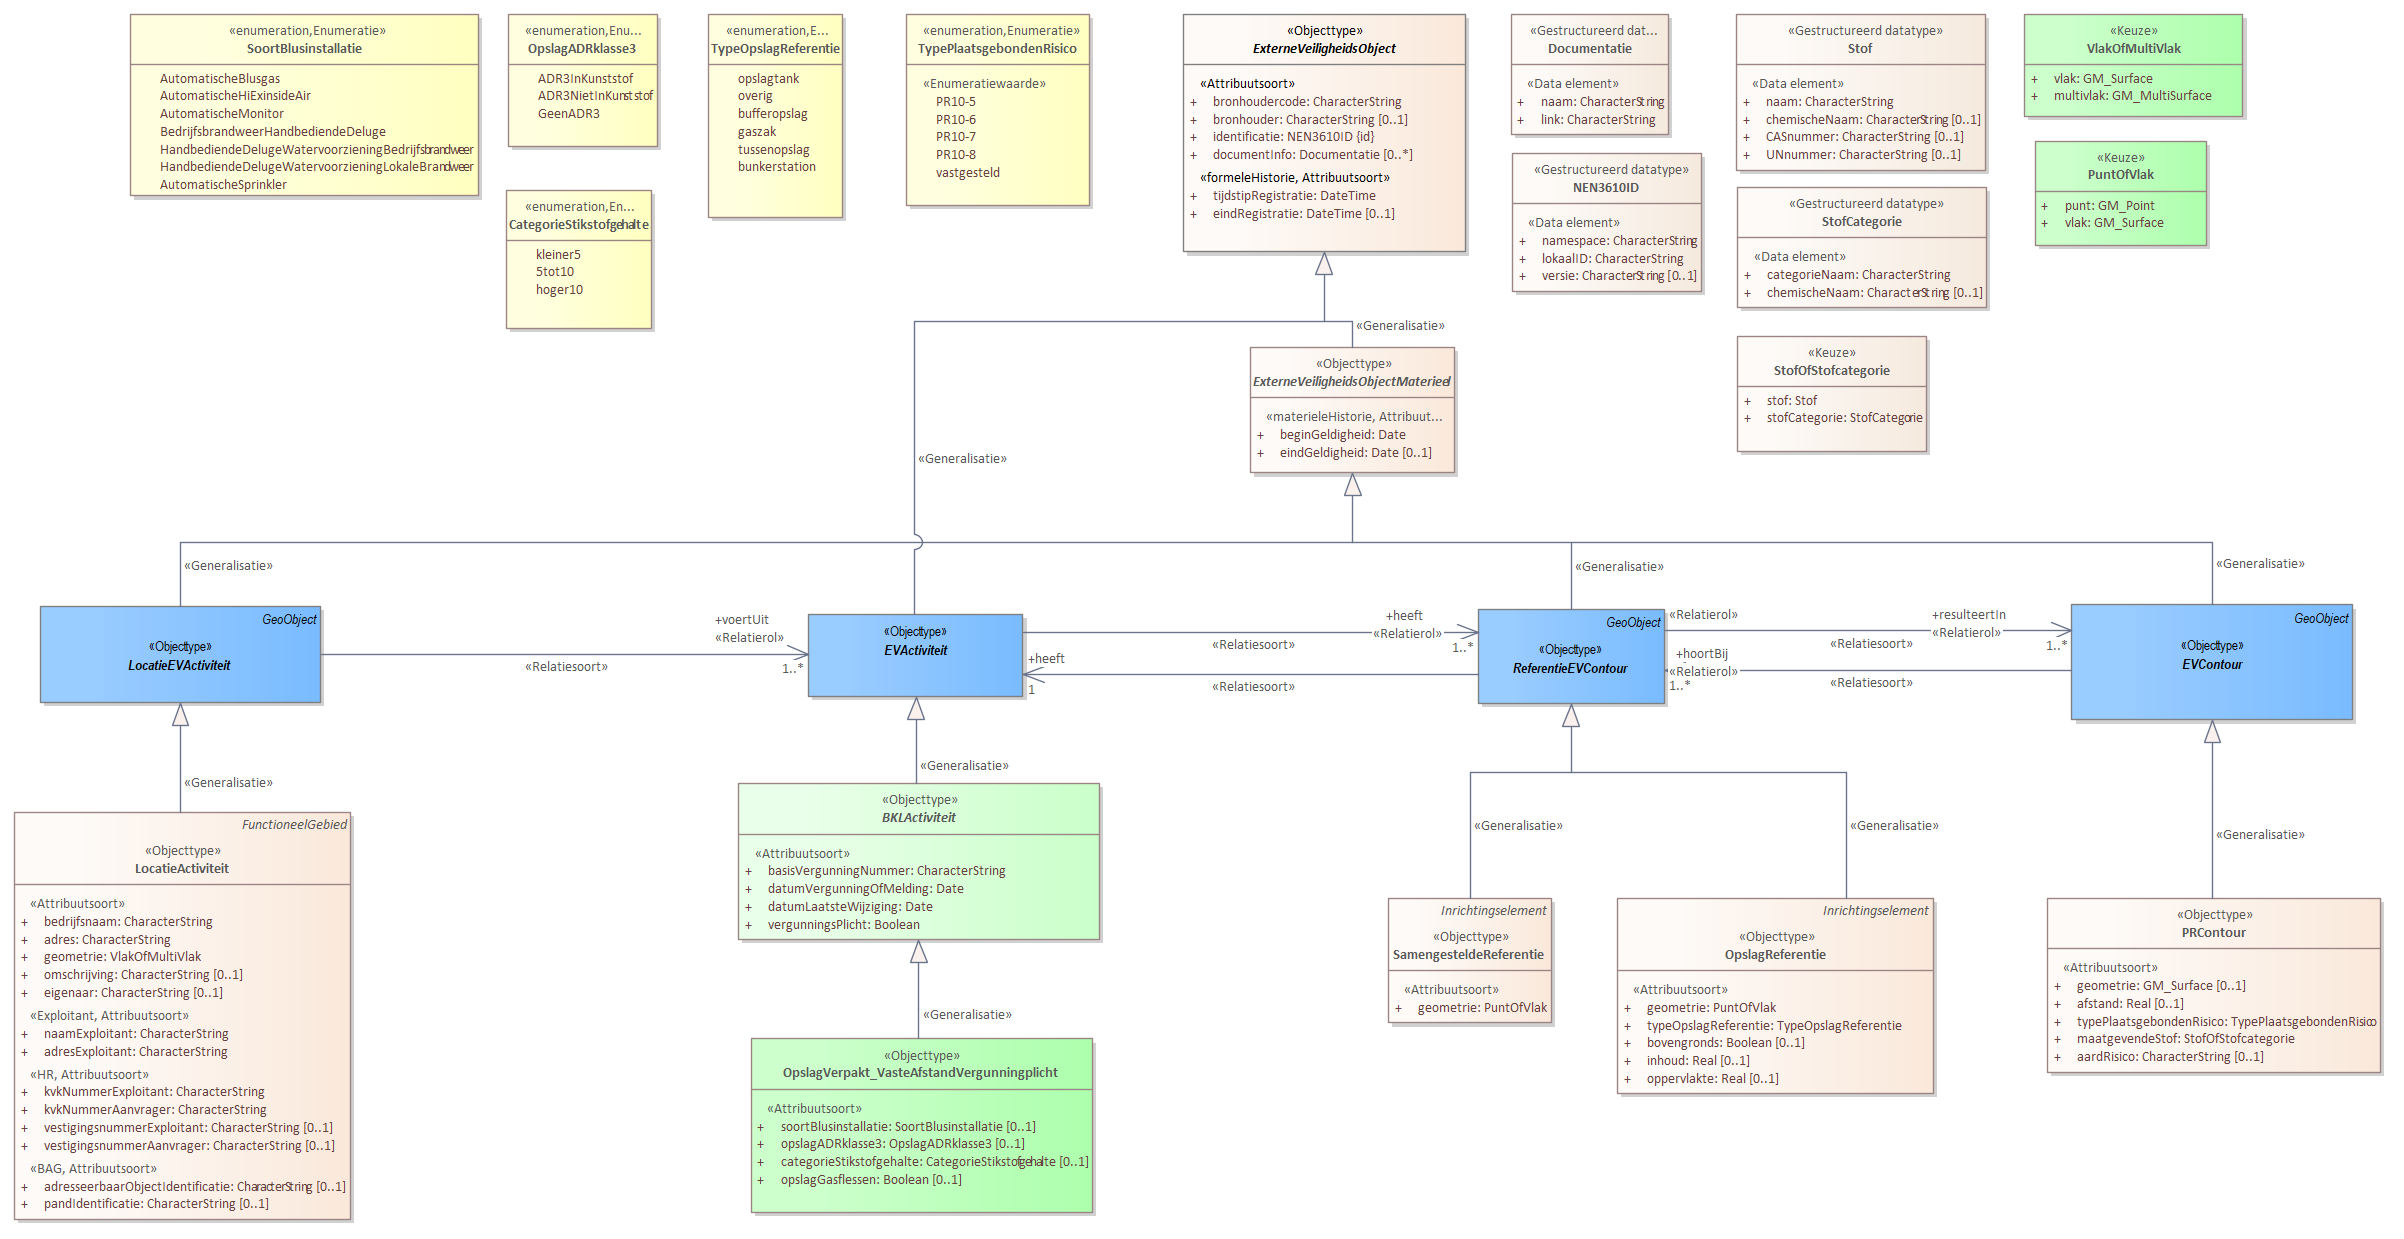 «enumeration,Enumeratie»
SoortBlusinstallatie
AutomatischeBlusgas
AutomatischeHiExinsideAir
AutomatischeMonitor
BedrijfsbrandweerHandbediendeDeluge
HandbediendeDelugeWatervoorzieningBedrijfsbrandweer
HandbediendeDelugeWatervoorzieningLokaleBrandweer
AutomatischeSprinkler
«enumeration,Enu...
OpslagADRklasse3
ADR3InKunststof
ADR3NietInKunststof
GeenADR3
«enumeration,En...
CategorieStikstofgehalte
kleiner5
5tot10
hoger10
«enumeration,E...
TypeOpslagReferentie
opslagtank
overig
bufferopslag
gaszak
tussenopslag
bunkerstation
«enumeration,Enumeratie»
TypePlaatsgebondenRisico
«Enumeratiewaarde»
PR10-5
PR10-6
PR10-7
PR10-8
vastgesteld
«Objecttype»
ExterneVeiligheidsObject
«Attribuutsoort»
+ bronhoudercode: CharacterString
+ bronhouder: CharacterString [0..1]
+ identificatie: NEN3610ID {id}
+ documentInfo: Documentatie [0..*]
«formeleHistorie, Attribuutsoort»
+ tijdstipRegistratie: DateTime
+ eindRegistratie: DateTime [0..1]
«Gestructureerd dat...
Documentatie
«Data element»
+ naam: CharacterString
+ link: CharacterString
«Gestructureerd datatype»
NEN3610ID
«Data element»
+ namespace: CharacterString
+ lokaalID: CharacterString
+ versie: CharacterString [0..1]
«Gestructureerd datatype»
Stof
«Data element»
+ naam: CharacterString
+ chemischeNaam: CharacterString [0..1]
+ CASnummer: CharacterString [0..1]
+ UNnummer: CharacterString [0..1]
«Gestructureerd datatype»
StofCategorie
«Data element»
+ categorieNaam: CharacterString
+ chemischeNaam: CharacterString [0..1]
«Keuze»
StofOfStofcategorie
+ stof: Stof
+ stofCategorie: StofCategorie
«Keuze»
VlakOfMultiVlak
+ vlak: GM_Surface
+ multivlak: GM_MultiSurface
«Keuze»
PuntOfVlak
+ punt: GM_Point
+ vlak: GM_Surface
«Generalisatie»
«Objecttype»
ExterneVeiligheidsObjectMaterieel
«materieleHistorie, Attribuut...
+ beginGeldigheid: Date
+ eindGeldigheid: Date [0..1]
«Generalisatie»
«Generalisatie»
«Generalisatie»
«Generalisatie»
GeoObject
«Objecttype»
LocatieEVActiviteit
+voertUit
«Relatierol»
1..*
«Relatiesoort»
«Objecttype»
EVActiviteit
+heeft
«Relatierol»
1..*
«Relatiesoort»
+heeft
1
«Relatiesoort»
GeoObject
«Objecttype»
ReferentieEVContour
«Relatierol»
+resulteertIn
«Relatierol»
1..*
«Relatiesoort»
+hoortBij
«Relatierol»
1..*
«Relatiesoort»
GeoObject
«Objecttype»
EVContour
«Generalisatie»
«Generalisatie»
«Generalisatie»
«Generalisatie»
«Generalisatie»
FunctioneelGebied
«Objecttype»
LocatieActiviteit
«Attribuutsoort»
+ bedrijfsnaam: CharacterString
+ adres: CharacterString
+ geometrie: VlakOfMultiVlak
+ omschrijving: CharacterString [0..1]
+ eigenaar: CharacterString [0..1]
«Exploitant, Attribuutsoort»
+ naamExploitant: CharacterString
+ adresExploitant: CharacterString
«HR, Attribuutsoort»
+ kvkNummerExploitant: CharacterString
+ kvkNummerAanvrager: CharacterString
+ vestigingsnummerExploitant: CharacterString [0..1]
+ vestigingsnummerAanvrager: CharacterString [0..1]
«BAG, Attribuutsoort»
+ adresseerbaarObjectIdentificatie: CharacterString [0..1]
+ pandIdentificatie: CharacterString [0..1]
«Objecttype»
BKLActiviteit
«Attribuutsoort»
+ basisVergunningNummer: CharacterString
+ datumVergunningOfMelding: Date
+ datumLaatsteWijziging: Date
+ vergunningsPlicht: Boolean
«Generalisatie»
«Objecttype»
OpslagVerpakt_VasteAfstandVergunningplicht
«Attribuutsoort»
+ soortBlusinstallatie: SoortBlusinstallatie [0..1]
+ opslagADRklasse3: OpslagADRklasse3 [0..1]
+ categorieStikstofgehalte: CategorieStikstofgehalte [0..1]
+ opslagGasflessen: Boolean [0..1]
Inrichtingselement
«Objecttype»
SamengesteldeReferentie
«Attribuutsoort»
+ geometrie: PuntOfVlak
Inrichtingselement
«Objecttype»
OpslagReferentie
«Attribuutsoort»
+ geometrie: PuntOfVlak
+ typeOpslagReferentie: TypeOpslagReferentie
+ bovengronds: Boolean [0..1]
+ inhoud: Real [0..1]
+ oppervlakte: Real [0..1]
«Objecttype»
PRContour
«Attribuutsoort»
+ geometrie: GM_Surface [0..1]
+ afstand: Real [0..1]
+ typePlaatsgebondenRisico: TypePlaatsgebondenRisico
+ maatgevendeStof: StofOfStofcategorie
+ aardRisico: CharacterString [0..1]